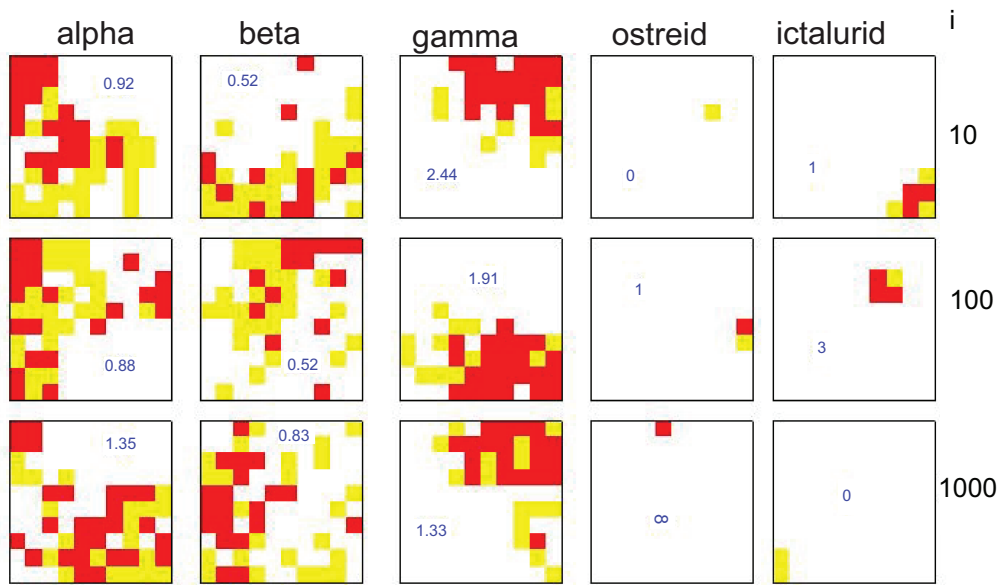 alpha beta gamma ostreid ictalurid i
0.92 0.52 2.44 0 1 10
0.88 0.52 1.91 1 3 100
1.35 0.83 1.33 ∞ 0 1000